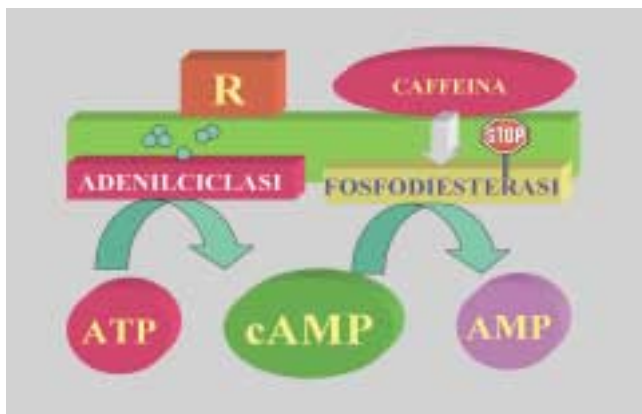 R
CAFFEINA
STOP
ADENILCICLASI
FOSFODIESTERASI
ATP
cAMP
AMP